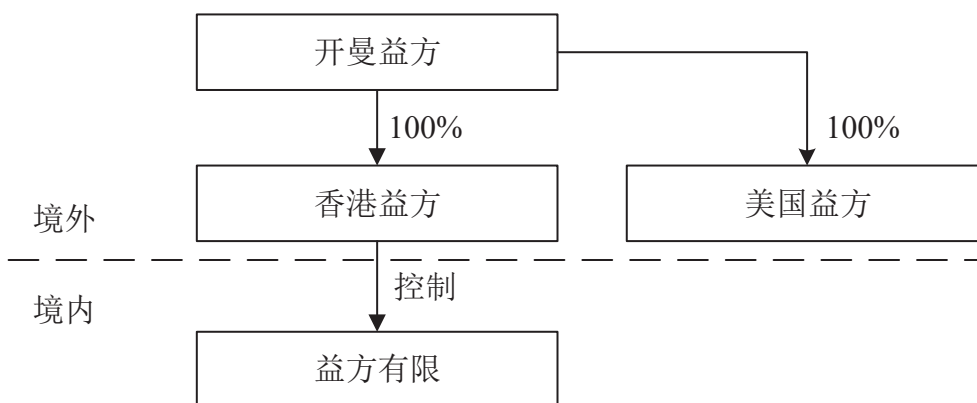 开曼益方
100%
100%
香港益方
美国益方
境外
控制
境内
益方有限